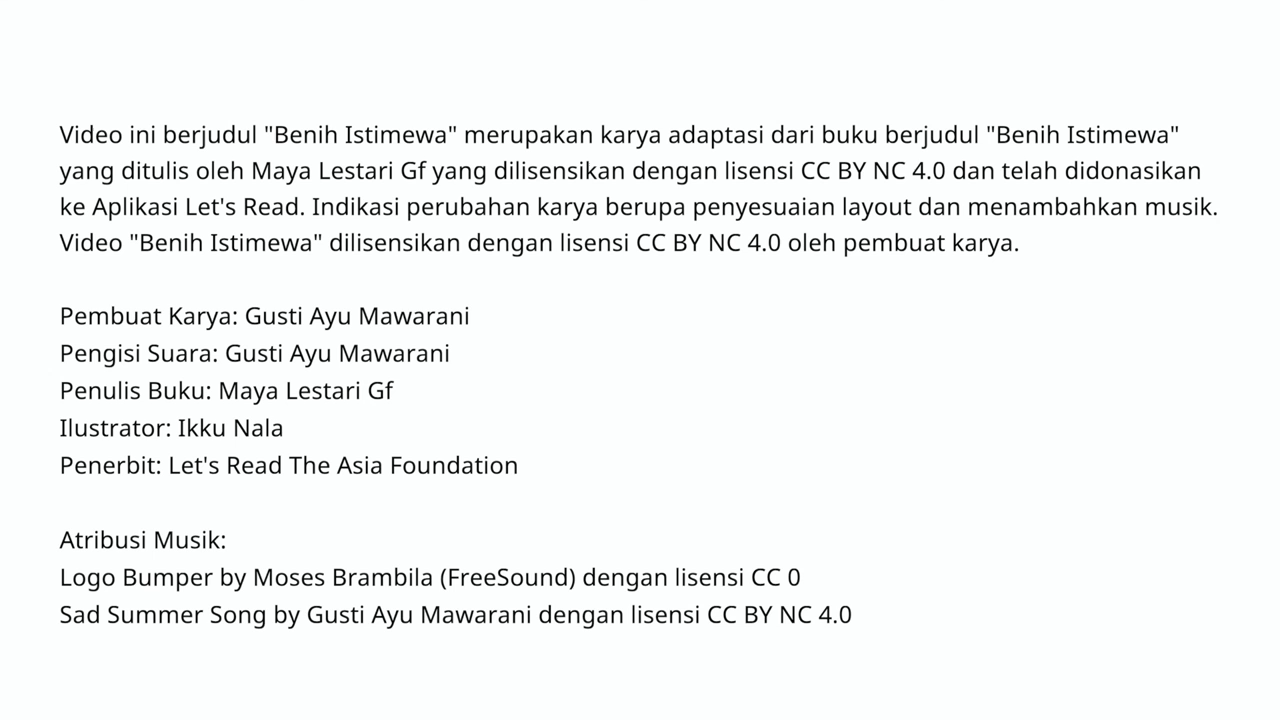 Video ini berjudul "Benih Istimewa" merupakan karya adaptasi dari buku berjudul "Benih Istimewa"
yang ditulis oleh Maya Lestari Gf yang dilisensikan dengan lisensi CC BY NC 4.0 dan telah didonasikan
ke Aplikasi Let's Read. Indikasi perubahan karya berupa penyesuaian layout dan menambahkan musik.
Video "Benih Istimewa" dilisensikan dengan lisensi CC BY NC 4.0 oleh pembuat karya.
Pembuat Karya: Gusti Ayu Mawarani
Pengisi Suara: Gusti Ayu Mawarani
Penulis Buku: Maya Lestari Gf
Ilustrator: Ikku Nala
Penerbit: Let's Read The Asia Foundation
Atribusi Musik:
Logo Bumper by Moses Brambila (FreeSound) dengan lisensi CC 0
Sad Summer Song by Gusti Ayu Mawarani dengan lisensi CC BY NC 4.0